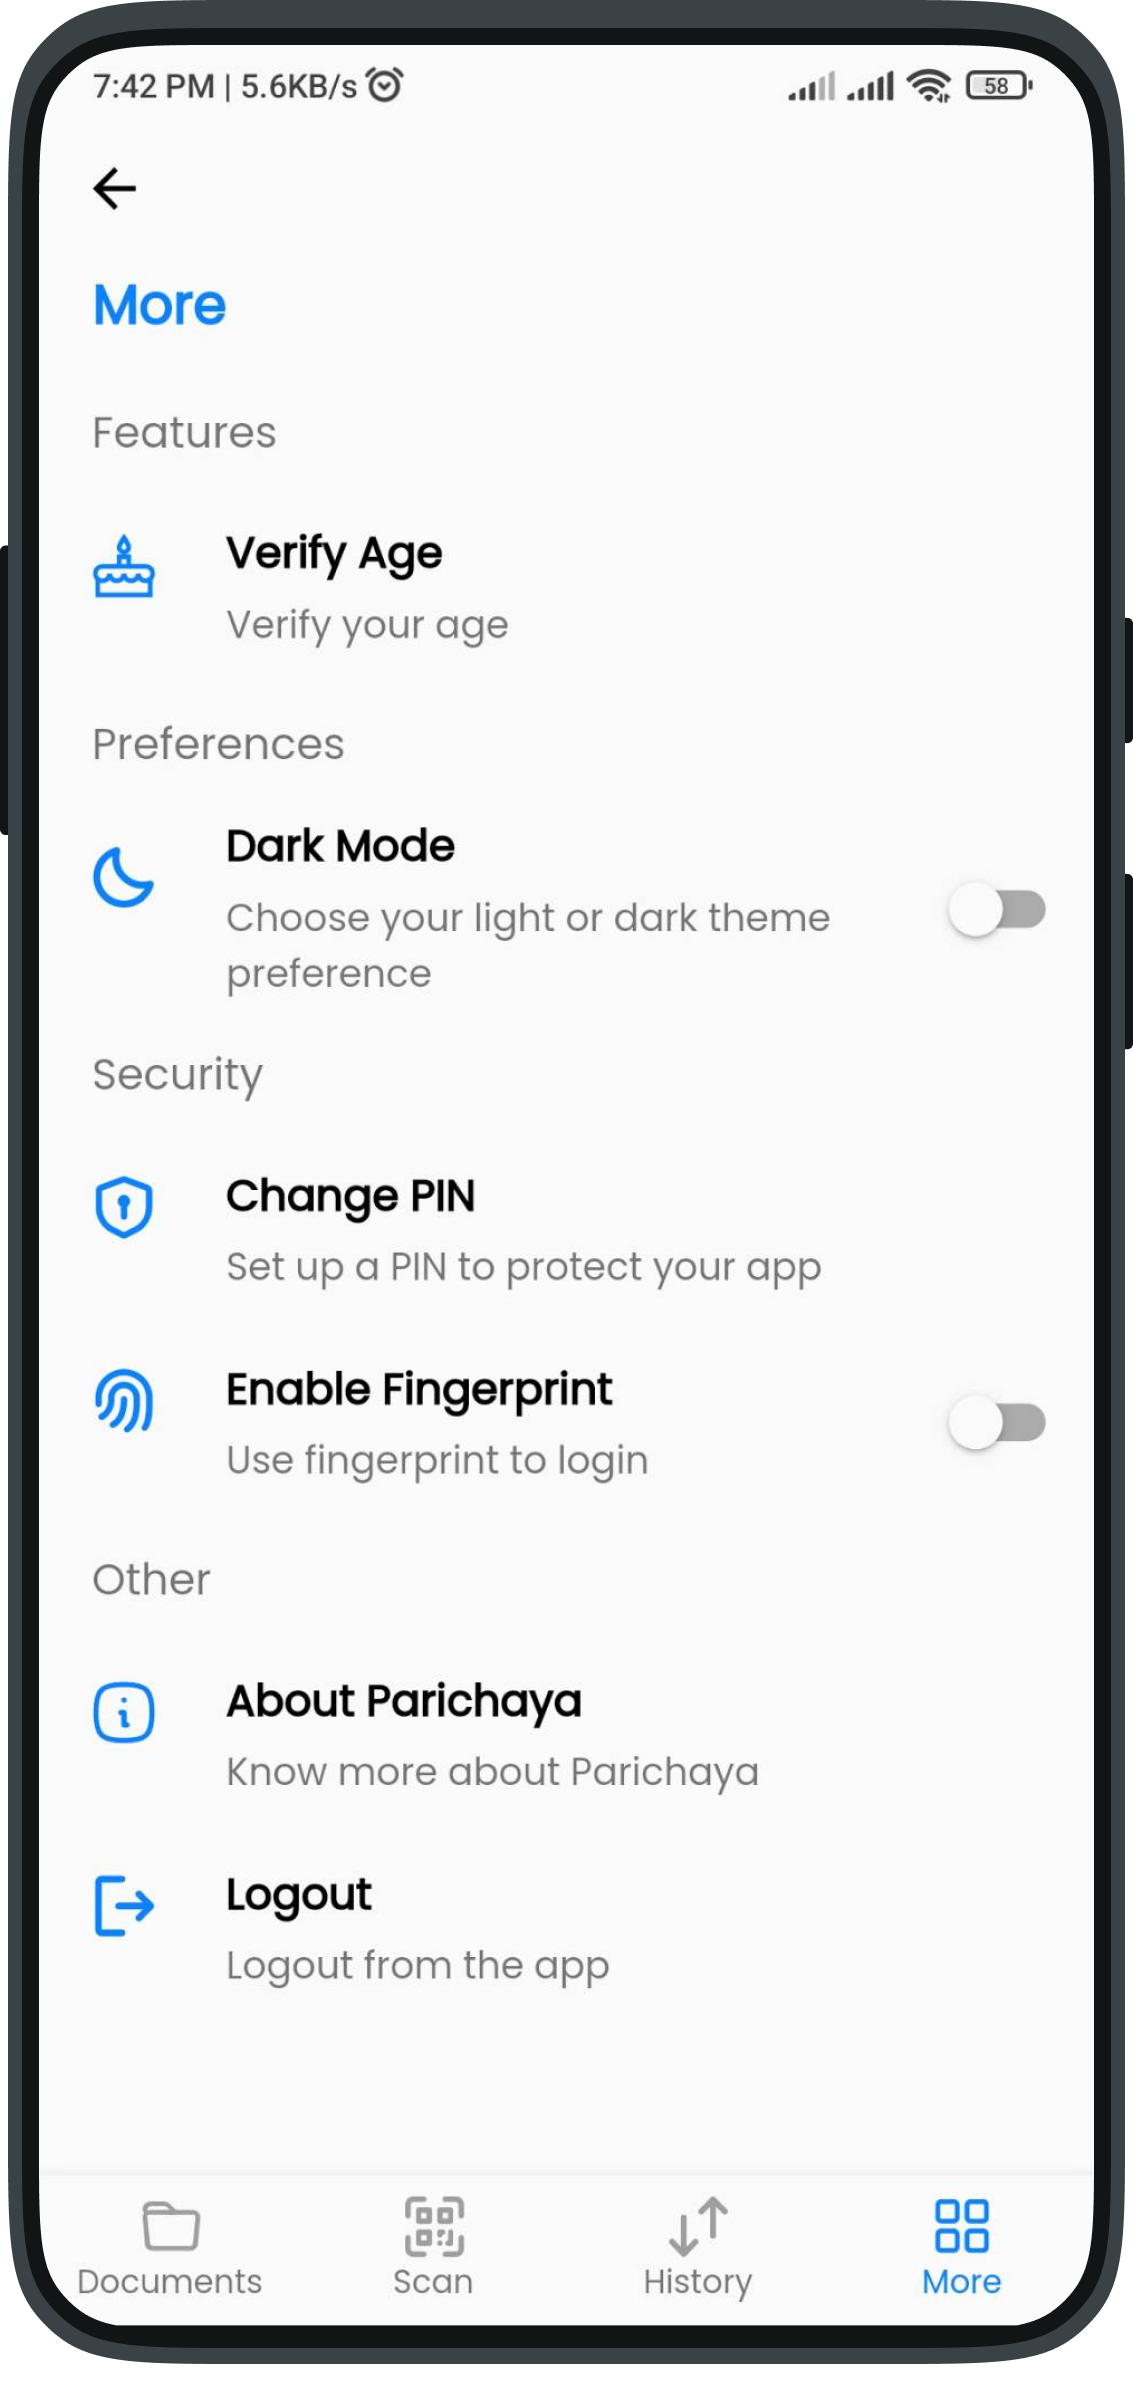 7:42 PM | 5.6KB/s
58
More
Features
Verify Age
Verify your age
Preferences
Dark Mode
Choose your light or dark theme
preference
Security
Change PIN
Set up a PIN to protect your app
Enable Fingerprint
Use fingerprint to login
Other
About Parichaya
Know more about Parichaya
Logout
Logout from the app
Documents
Scan
History
More